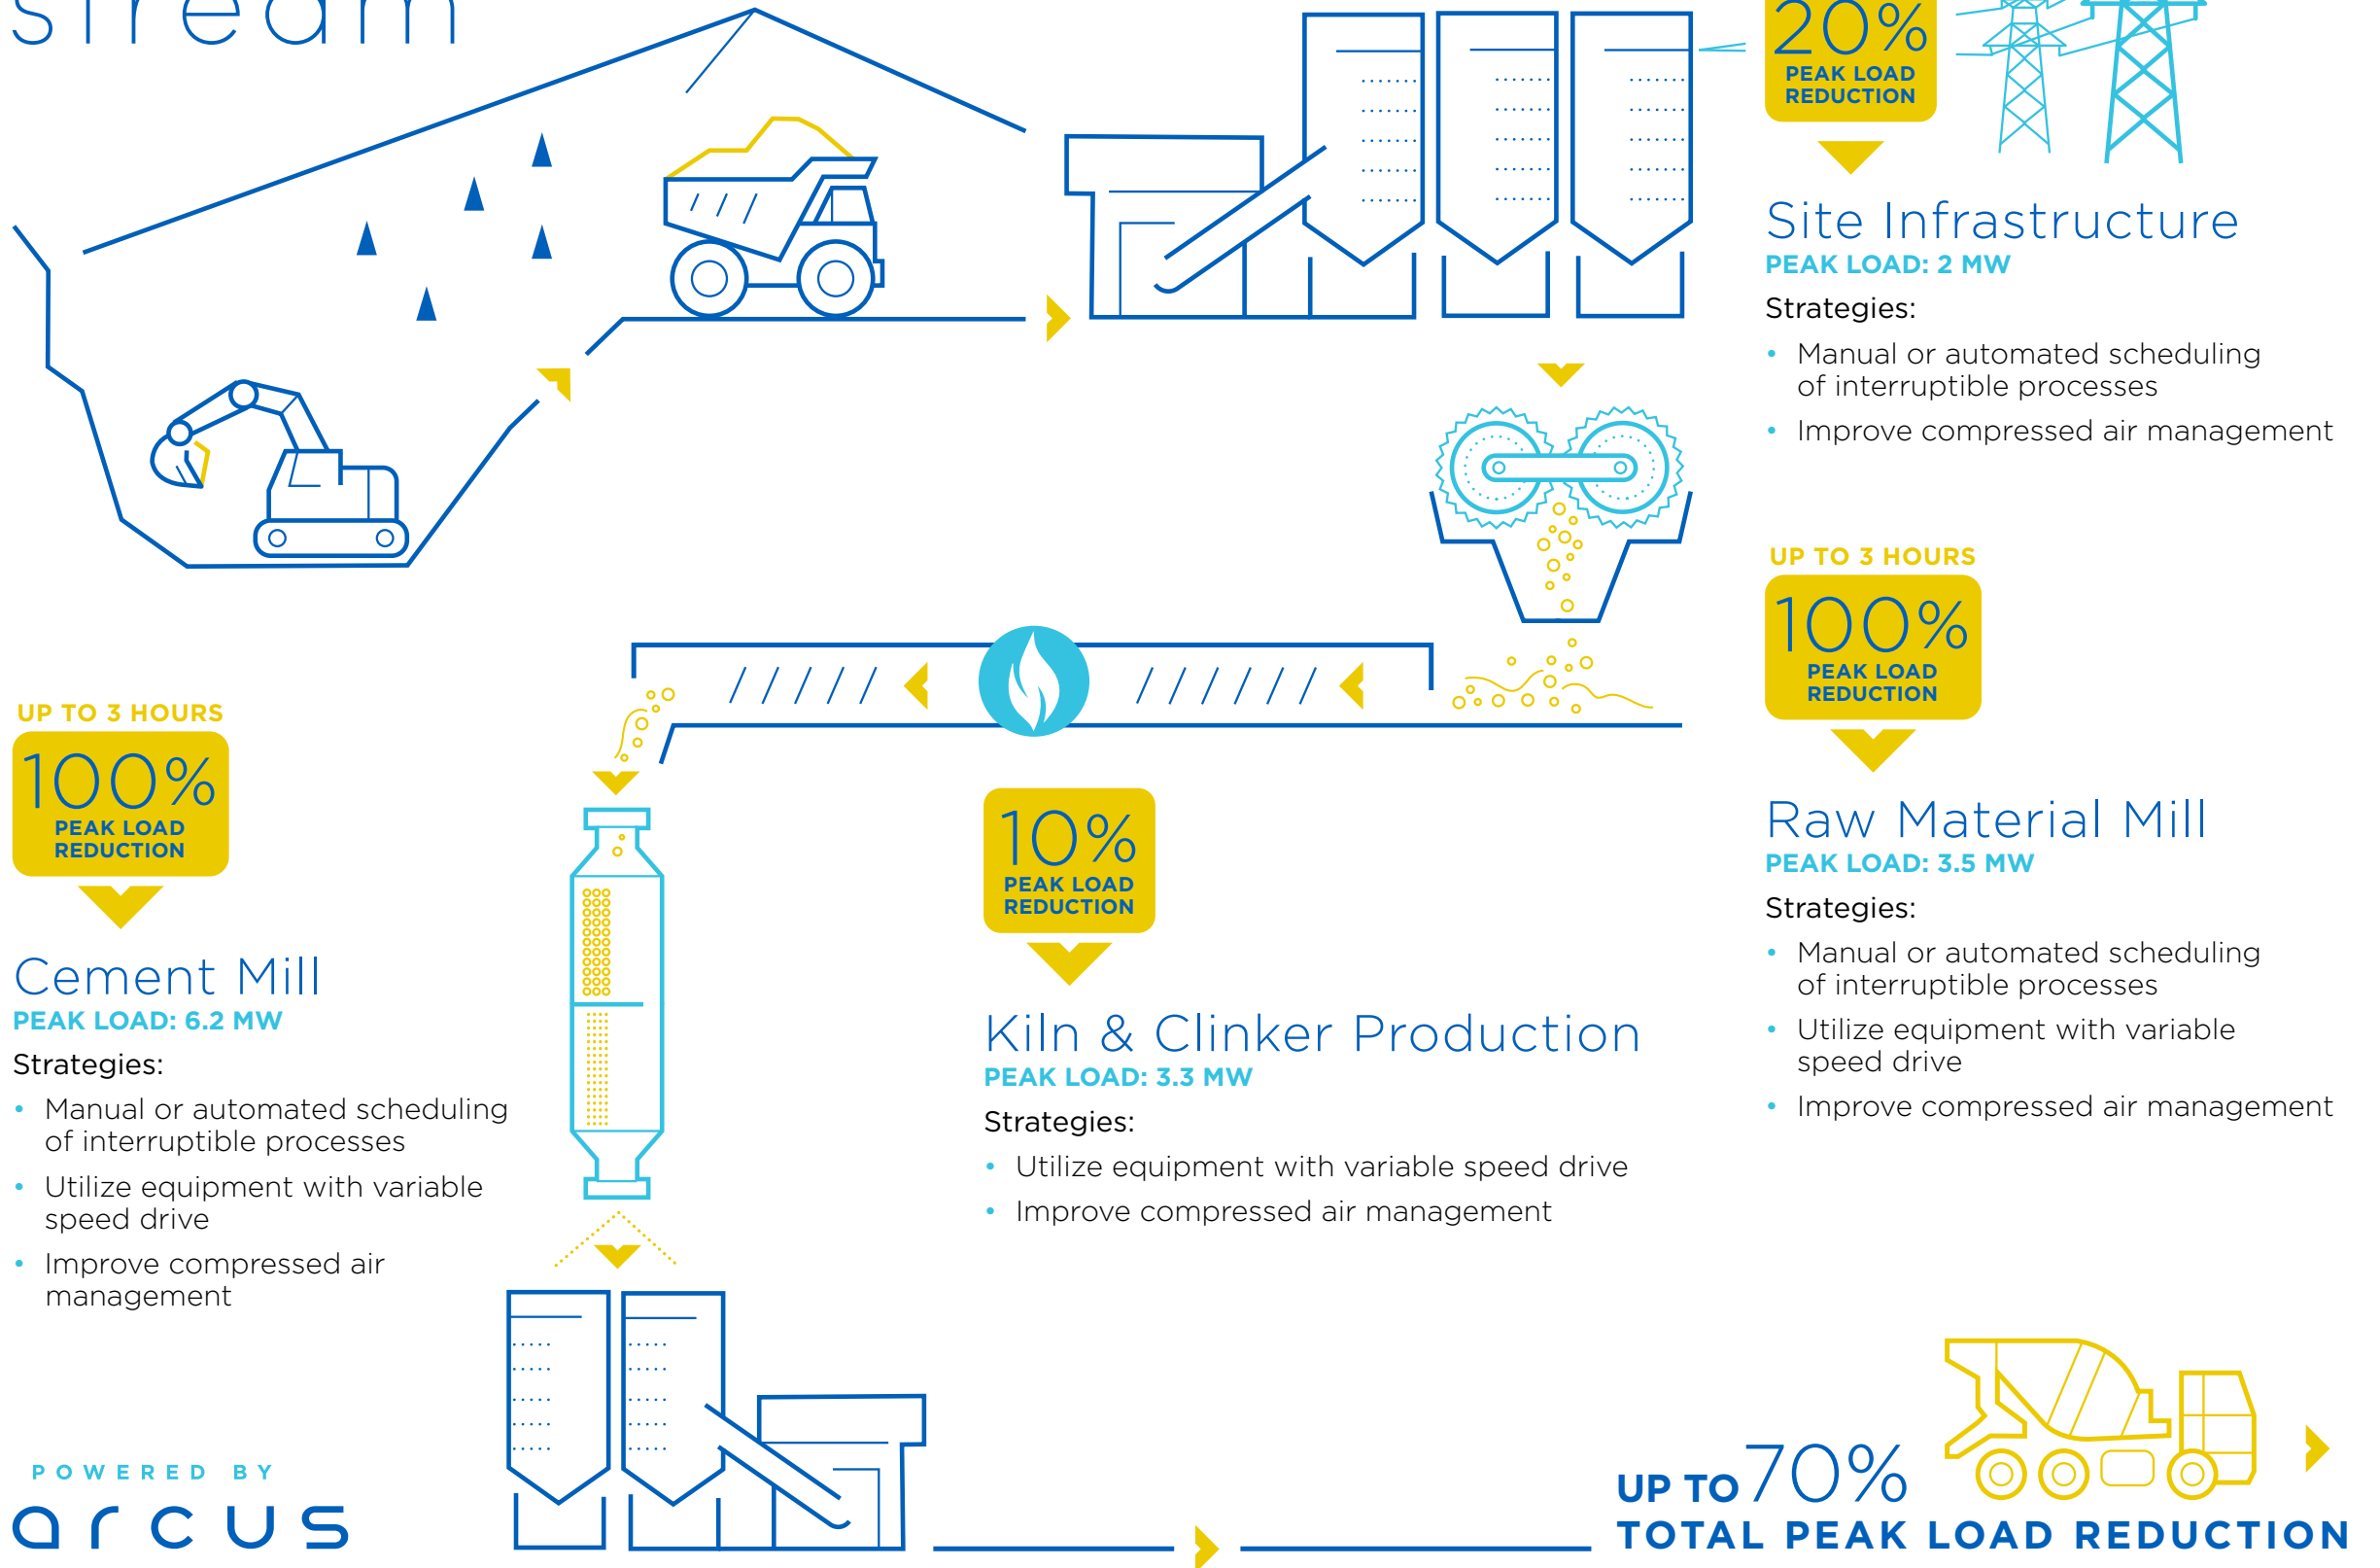 Stream
20%
PEAK LOAD
REDUCTION
Site Infrastructure
PEAK LOAD: 2 MW
Strategies:
• Manual or automated scheduling
of interruptible processes
• Improve compressed air management
UP TO 3 HOURS
100%
PEAK LOAD
REDUCTION
Raw Material Mill
PEAK LOAD: 3.5 MW
Strategies:
• Manual or automated scheduling
of interruptible processes
• Utilize equipment with variable
speed drive
• Improve compressed air management
10%
PEAK LOAD
REDUCTION
Kiln & Clinker Production
PEAK LOAD: 3.3 MW
Strategies:
• Utilize equipment with variable speed drive
• Improve compressed air management
UP TO 3 HOURS
100%
PEAK LOAD
REDUCTION
Cement Mill
PEAK LOAD: 6.2 MW
Strategies:
• Manual or automated scheduling
of interruptible processes
• Utilize equipment with variable
speed drive
• Improve compressed air
management
POWERED BY
arcus
UP TO 70%
TOTAL PEAK LOAD REDUCTION